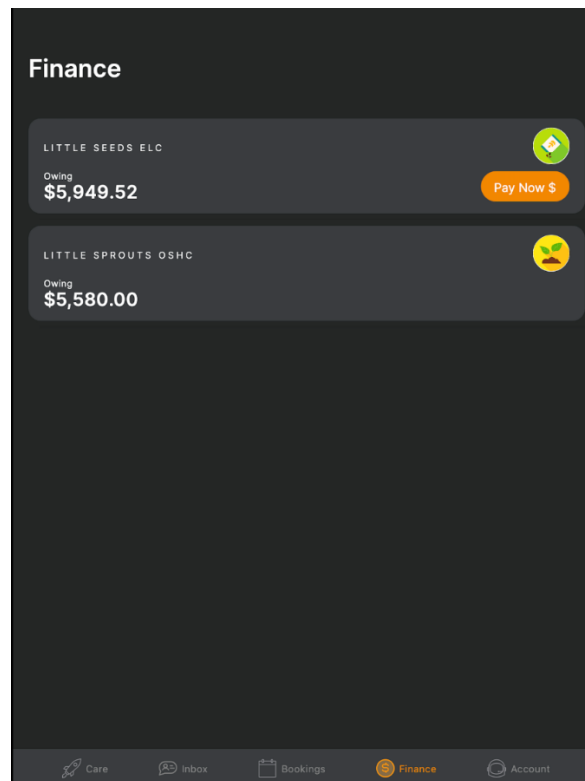 Finance
LITTLE SEEDS ELC
Owing
$5,949.52
Pay Now $
LITTLE SPROUTS OSHC
Owing
$5,580.00
Care Inbox Bookings Finance Account